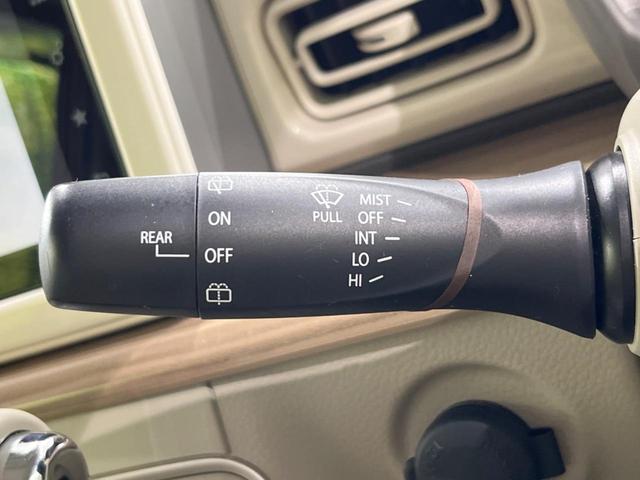 REAR
ON
OFF
PULL
MIST
OFF
INT
LO
HI